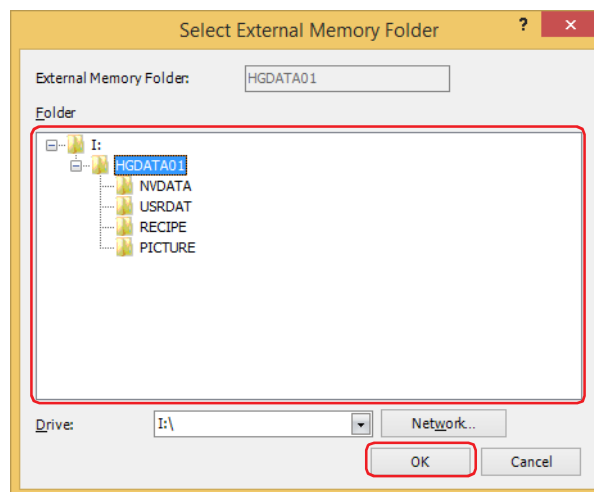 Select External Memory Folder ? ×
External Memory Folder: HGDATA01
Folder
I:
HGDATA01
NVDATA
USRDAT
RECIPE
PICTURE
Drive: I:\ Network...
OK Cancel